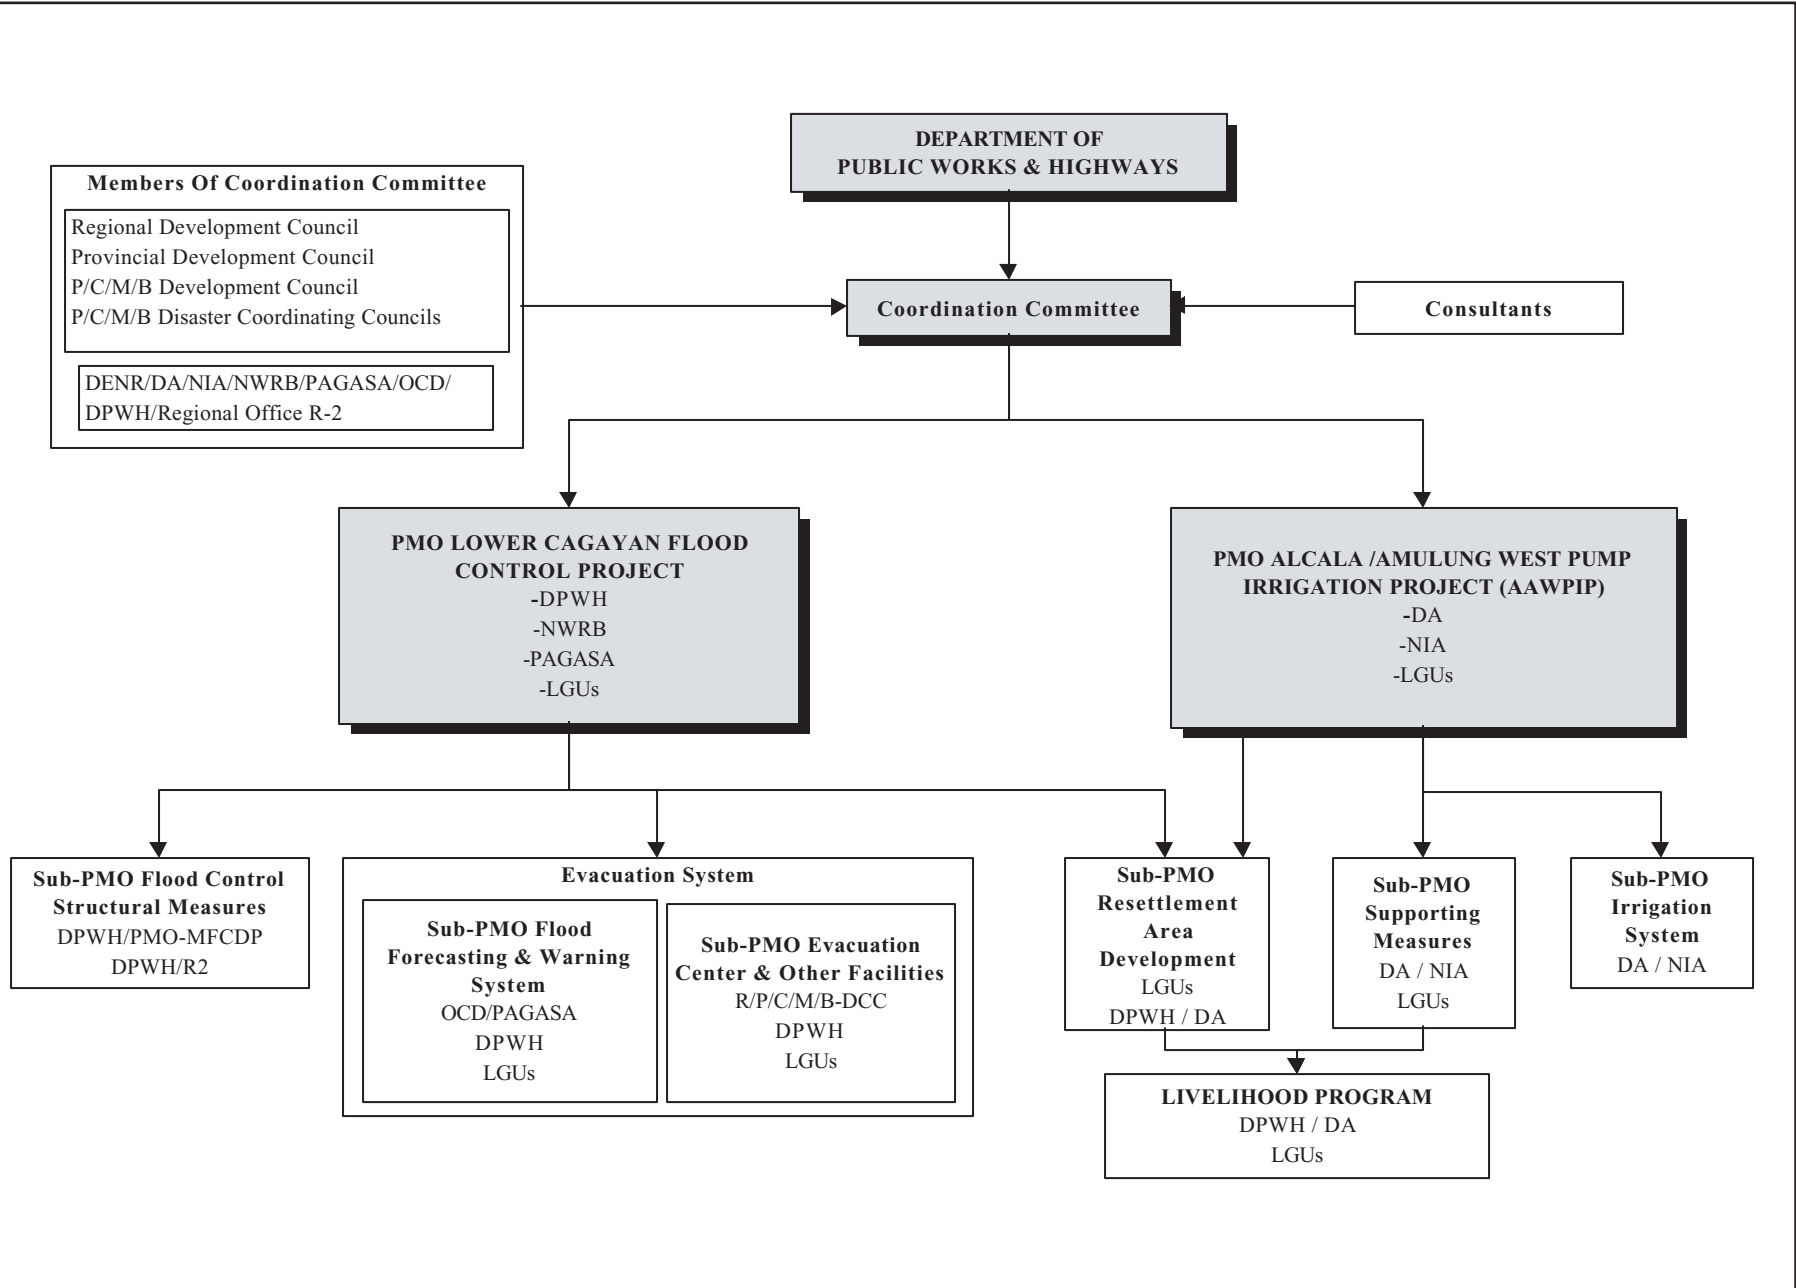 DEPARTMENT OF
PUBLIC WORKS & HIGHWAYS
Members Of Coordination Committee
Regional Development Council
Provincial Development Council
P/C/M/B Development Council
P/C/M/B Disaster Coordinating Councils
DENR/DA/NIA/NWRB/PAGASA/OCD/
DPWH/Regional Office R-2
Coordination Committee
Consultants
PMO LOWER CAGAYAN FLOOD
CONTROL PROJECT
-DPWH
-NWRB
-PAGASA
-LGUs
PMO ALCALA /AMULUNG WEST PUMP
IRRIGATION PROJECT (AAWPIP)
-DA
-NIA
-LGUs
Sub-PMO Flood Control
Structural Measures
DPWH/PMO-MFCDP
DPWH/R2
Evacuation System
Sub-PMO Flood
Forecasting & Warning
System
OCD/PAGASA
DPWH
LGUs
Sub-PMO Evacuation
Center & Other Facilities
R/P/C/M/B-DCC
DPWH
LGUs
Sub-PMO
Resettlement
Area
Development
LGUs
DPWH / DA
Sub-PMO
Supporting
Measures
DA / NIA
LGUs
Sub-PMO
Irrigation
System
DA / NIA
LIVELIHOOD PROGRAM
DPWH / DA
LGUs